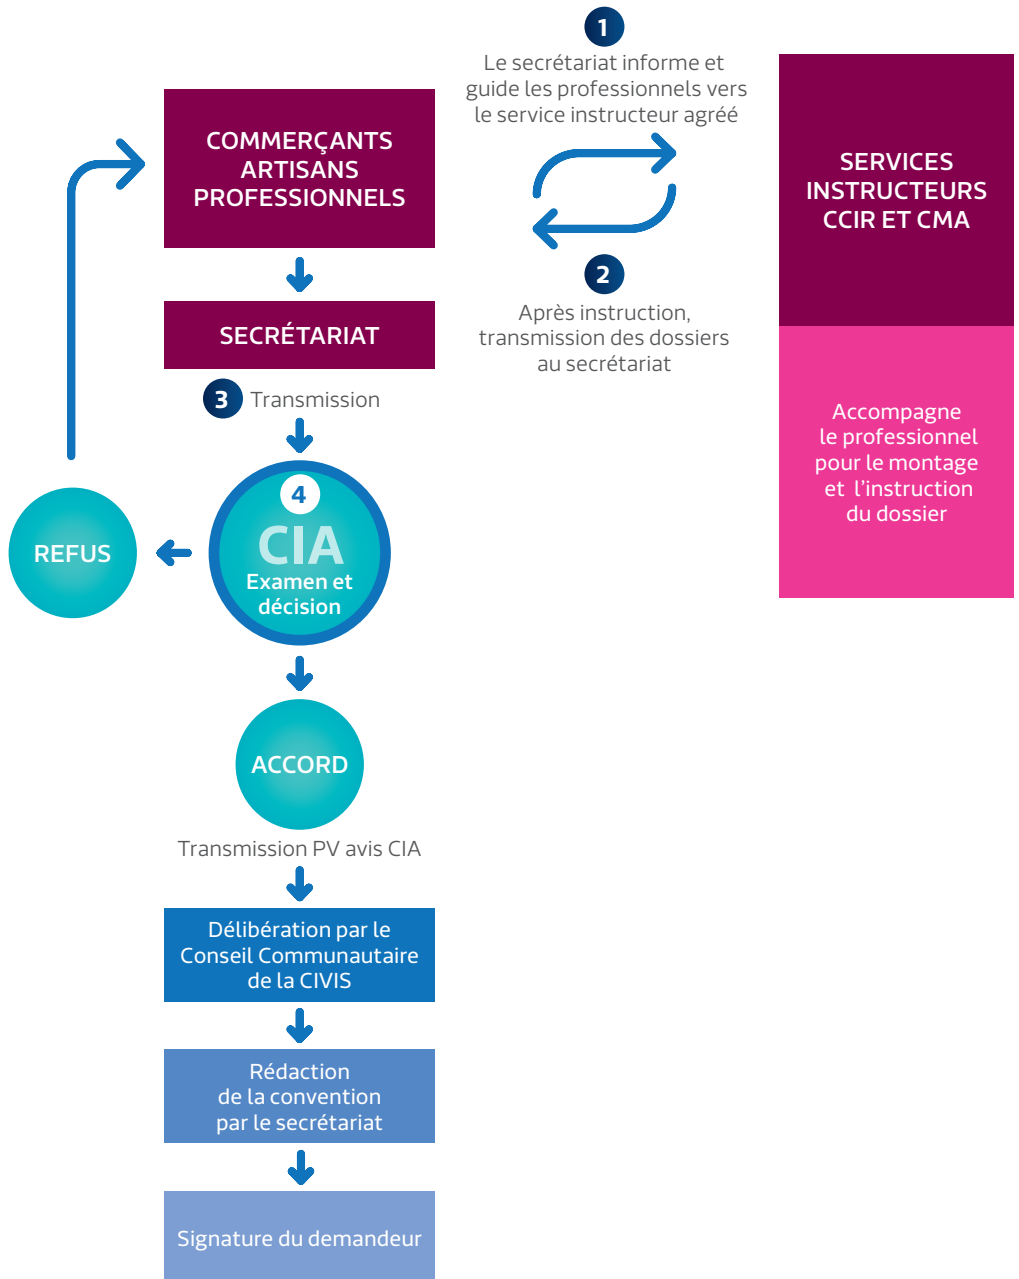 1
Le secrétariat informe et
guide les professionnels vers
le service instructeur agréé
COMMERÇANTS
ARTISANS
PROFESSIONNELS
SERVICES
INSTRUCTEURS
CCIR ET CMA
2
Après instruction,
transmission des dossiers
au secrétariat
SECRÉTARIAT
3 Transmission
Accompagne
le professionnel
pour le montage
et l'instruction
du dossier
4
CIA
Examen et
décision
REFUS
ACCORD
Transmission PV avis CIA
Délibération par le
Conseil Communautaire
de la CIVIS
Rédaction
de la convention
par le secrétariat
Signature du demandeur